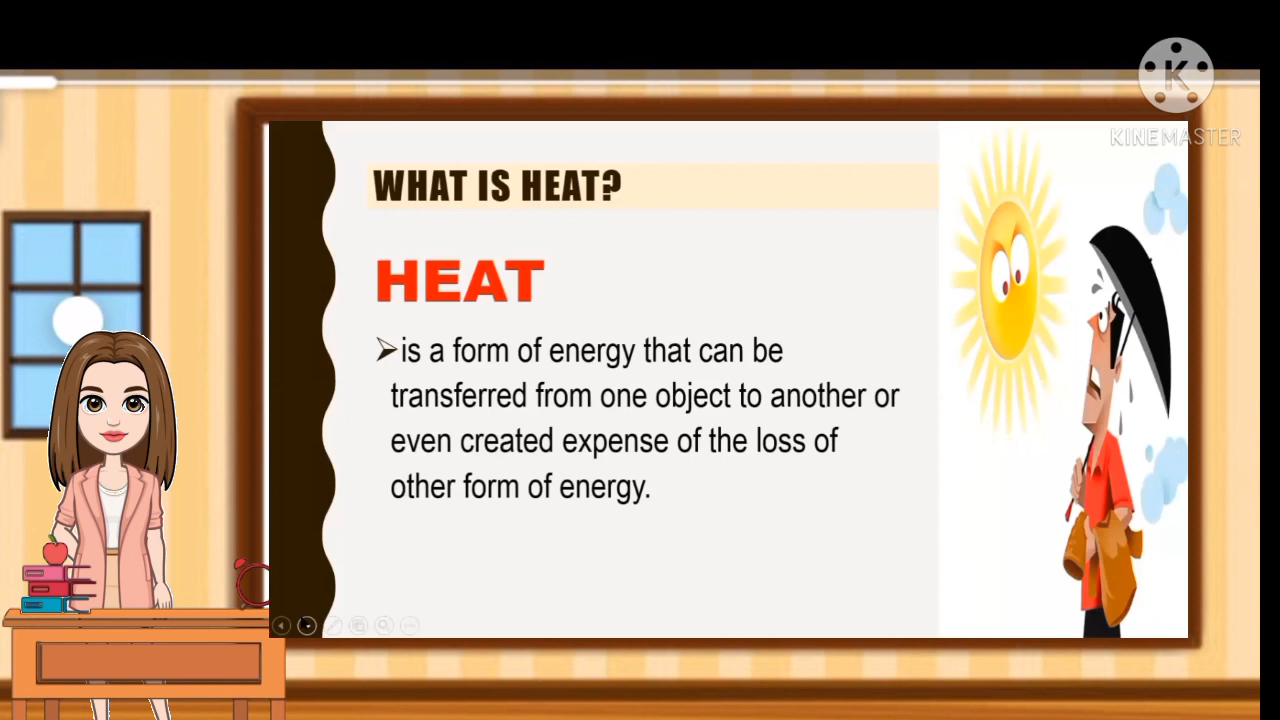 K
KINEMASTER
WHAT IS HEAT?
HEAT
is a form of energy that can be
transferred from one object to another or
even created expense of the loss of
other form of energy.